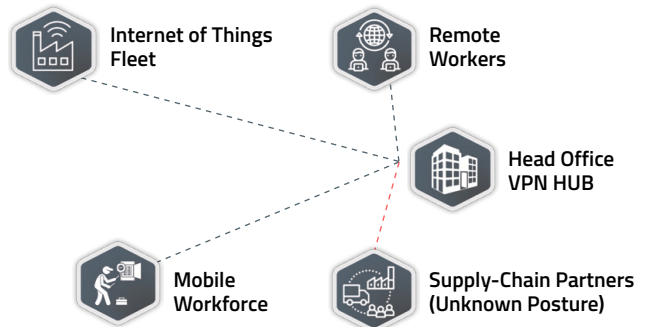 Internet of Things
Fleet
Remote
Workers
Head Office
VPN HUB
Mobile
Workforce
Supply-Chain Partners
(Unknown Posture)